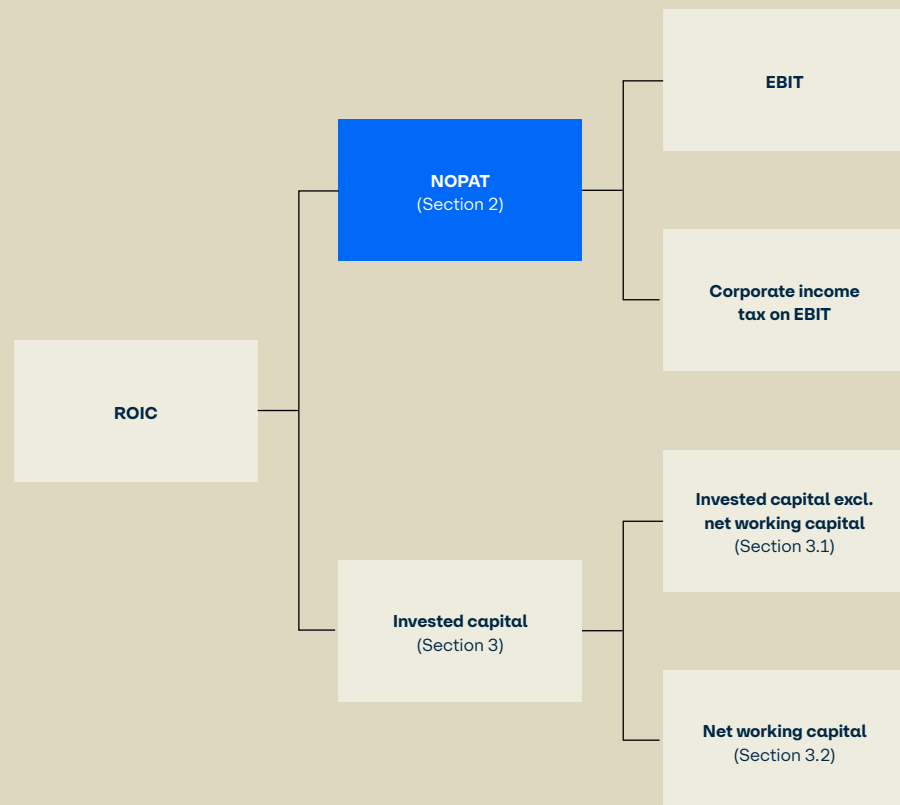 EBIT
NOPAT
(Section 2)
Corporate income
tax on EBIT
ROIC
Invested capital excl.
net working capital
(Section 3.1)
Invested capital
(Section 3)
Net working capital
(Section 3.2)